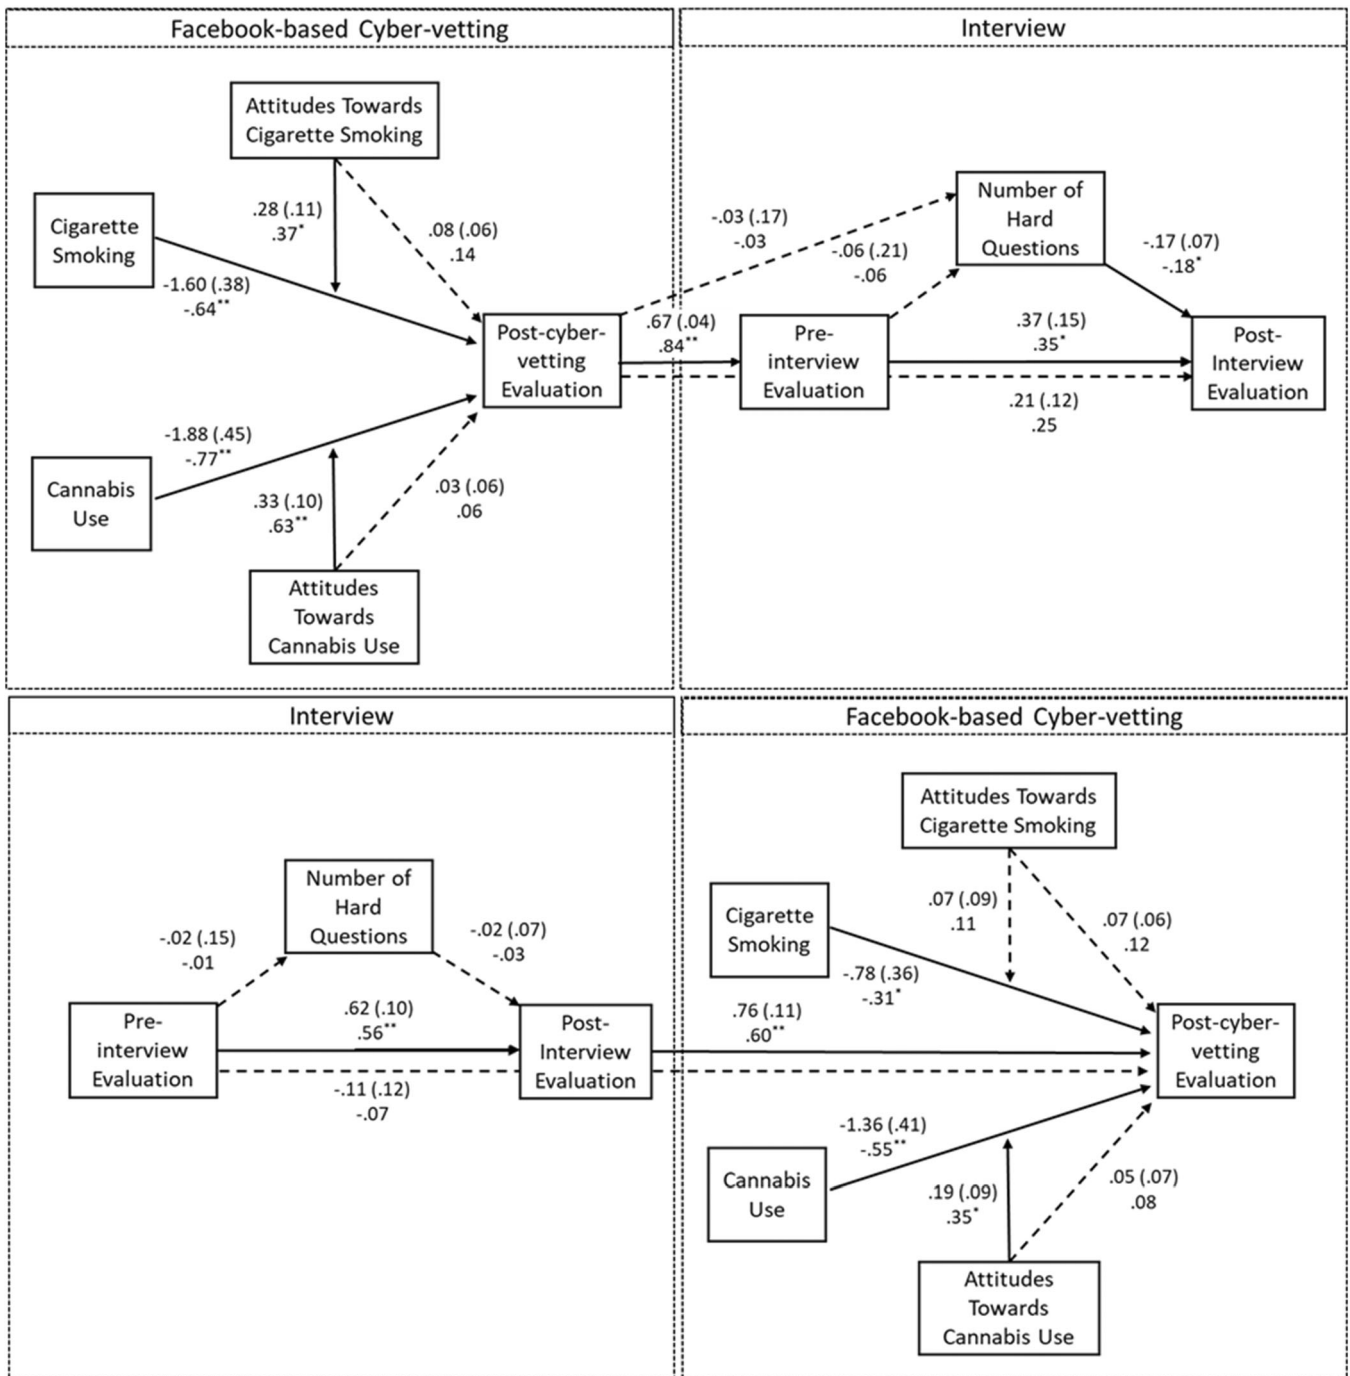 Facebook-based Cyber-vetting
Interview
Attitudes Towards
Cigarette Smoking
Cigarette
Smoking
.28 (.11)
.37*
.08 (.06)
.14
-1.60 (.38)
-.64**
Post-cyber-
vetting
Evaluation
-1.88 (.45)
-.77**
Cannabis
Use
.33 (.10)
.63**
.03 (.06)
.06
Attitudes
Towards
Cannabis Use
-.03 (.17)
-.03
Number of
Hard
Questions
-.06 (.21)
-.06
-.17 (.07)
-.18*
.67 (.04)
.84**
Pre-
interview
Evaluation
.37 (.15)
.35*
.21 (.12)
.25
Post-
Interview
Evaluation
Interview
Facebook-based Cyber-vetting
Number of
Hard
Questions
-.02 (.15)
-.01
-.02 (.07)
-.03
Pre-
interview
Evaluation
.62 (.10)
.56**
-.11 (.12)
-.07
Post-
Interview
Evaluation
Attitudes Towards
Cigarette Smoking
Cigarette
Smoking
.07 (.09)
.11
.07 (.06)
.12
-.78 (.36)
-.31*
.76 (.11)
.60**
Post-cyber-
vetting
Evaluation
-1.36 (.41)
-.55**
Cannabis
Use
.19 (.09)
.35*
.05 (.07)
.08
Attitudes
Towards
Cannabis Use